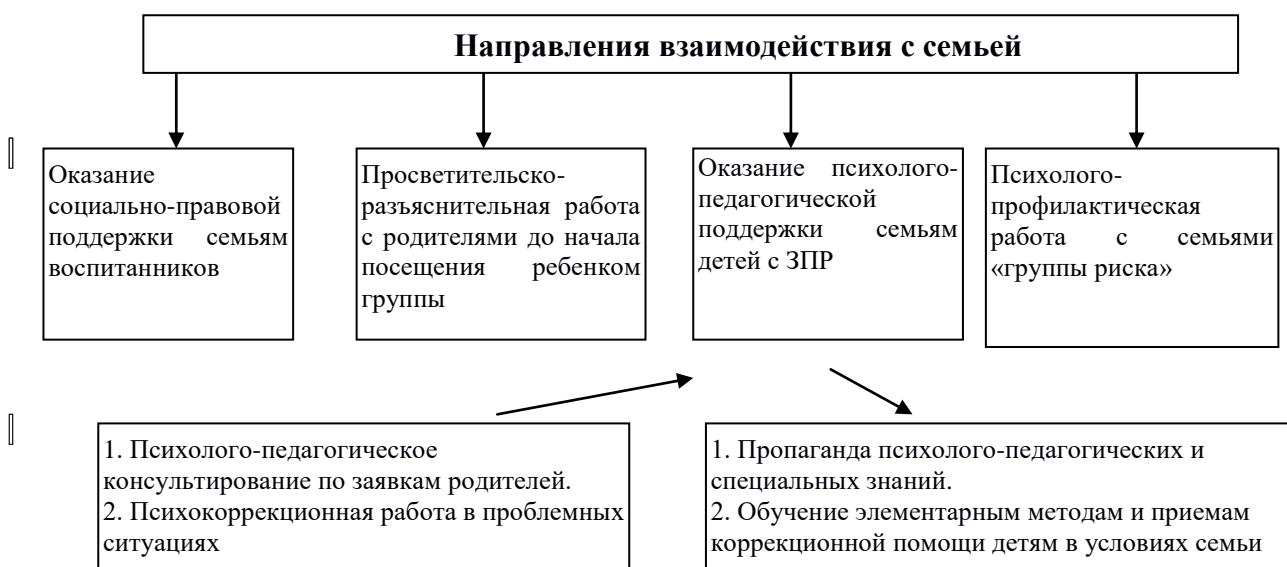 Направления взаимодействия с семьей
Оказание
социально-правовой
поддержки семьям
воспитанников
Просветительско-
разъяснительная работа
с родителями до начала
посещения ребенком
группы
Оказание психолого-
педагогической
поддержки семьям
детей с ЗПР
Психолого-
профилактическая
работа с семьями
«группы риска»
1. Психолого-педагогическое
консультирование по заявкам родителей.
2. Психокоррекционная работа в проблемных
ситуациях
1. Пропаганда психолого-педагогических и
специальных знаний.
2. Обучение элементарным методам и приемам
коррекционной помощи детям в условиях семьи